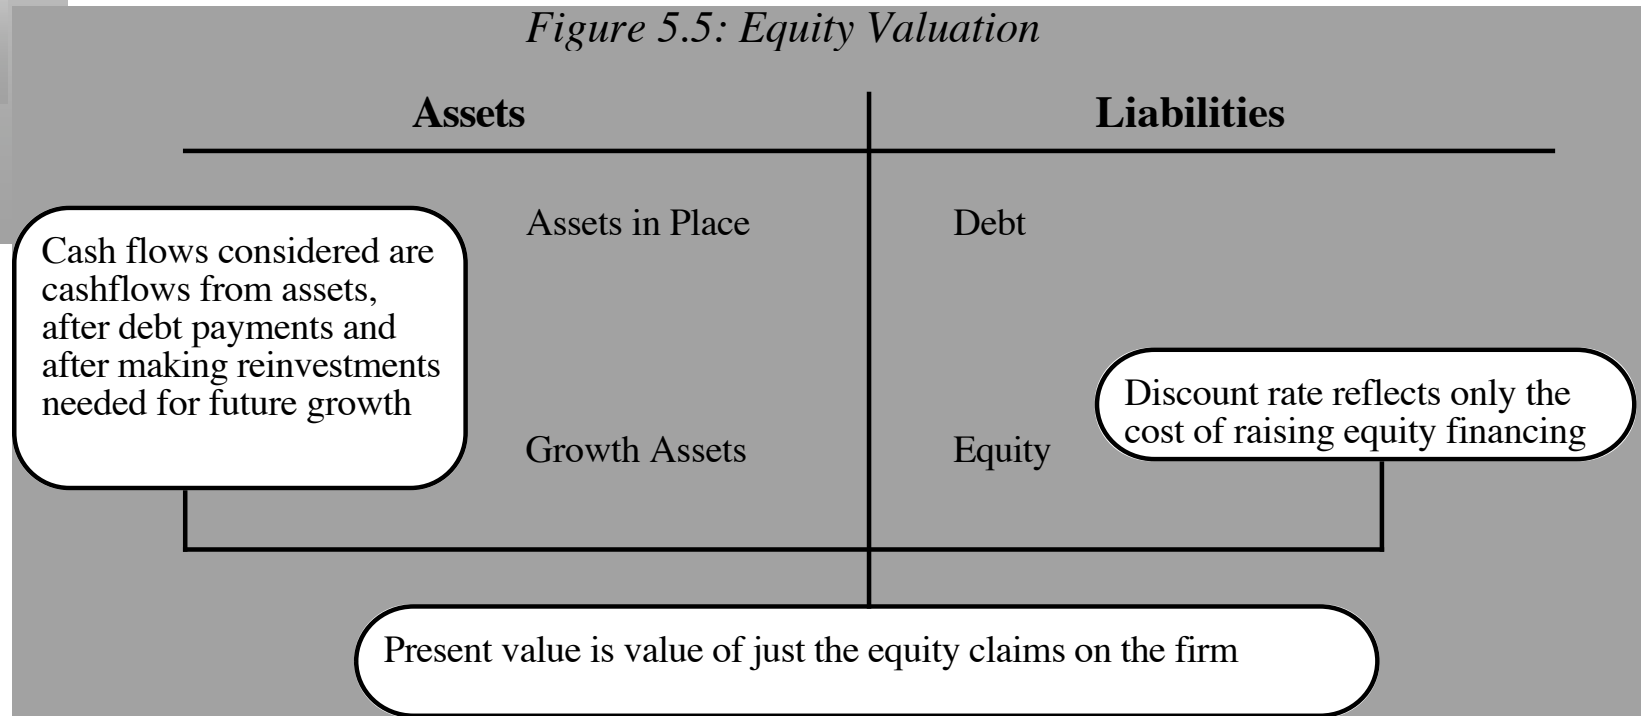 Figure 5.5: Equity Valuation
Assets
Liabilities
Assets in Place
Debt
Cash flows considered are
cashflows from assets,
after debt payments and
after making reinvestments
needed for future growth
Growth Assets
Equity
Discount rate reflects only the
cost of raising equity financing
Present value is value of just the equity claims on the firm